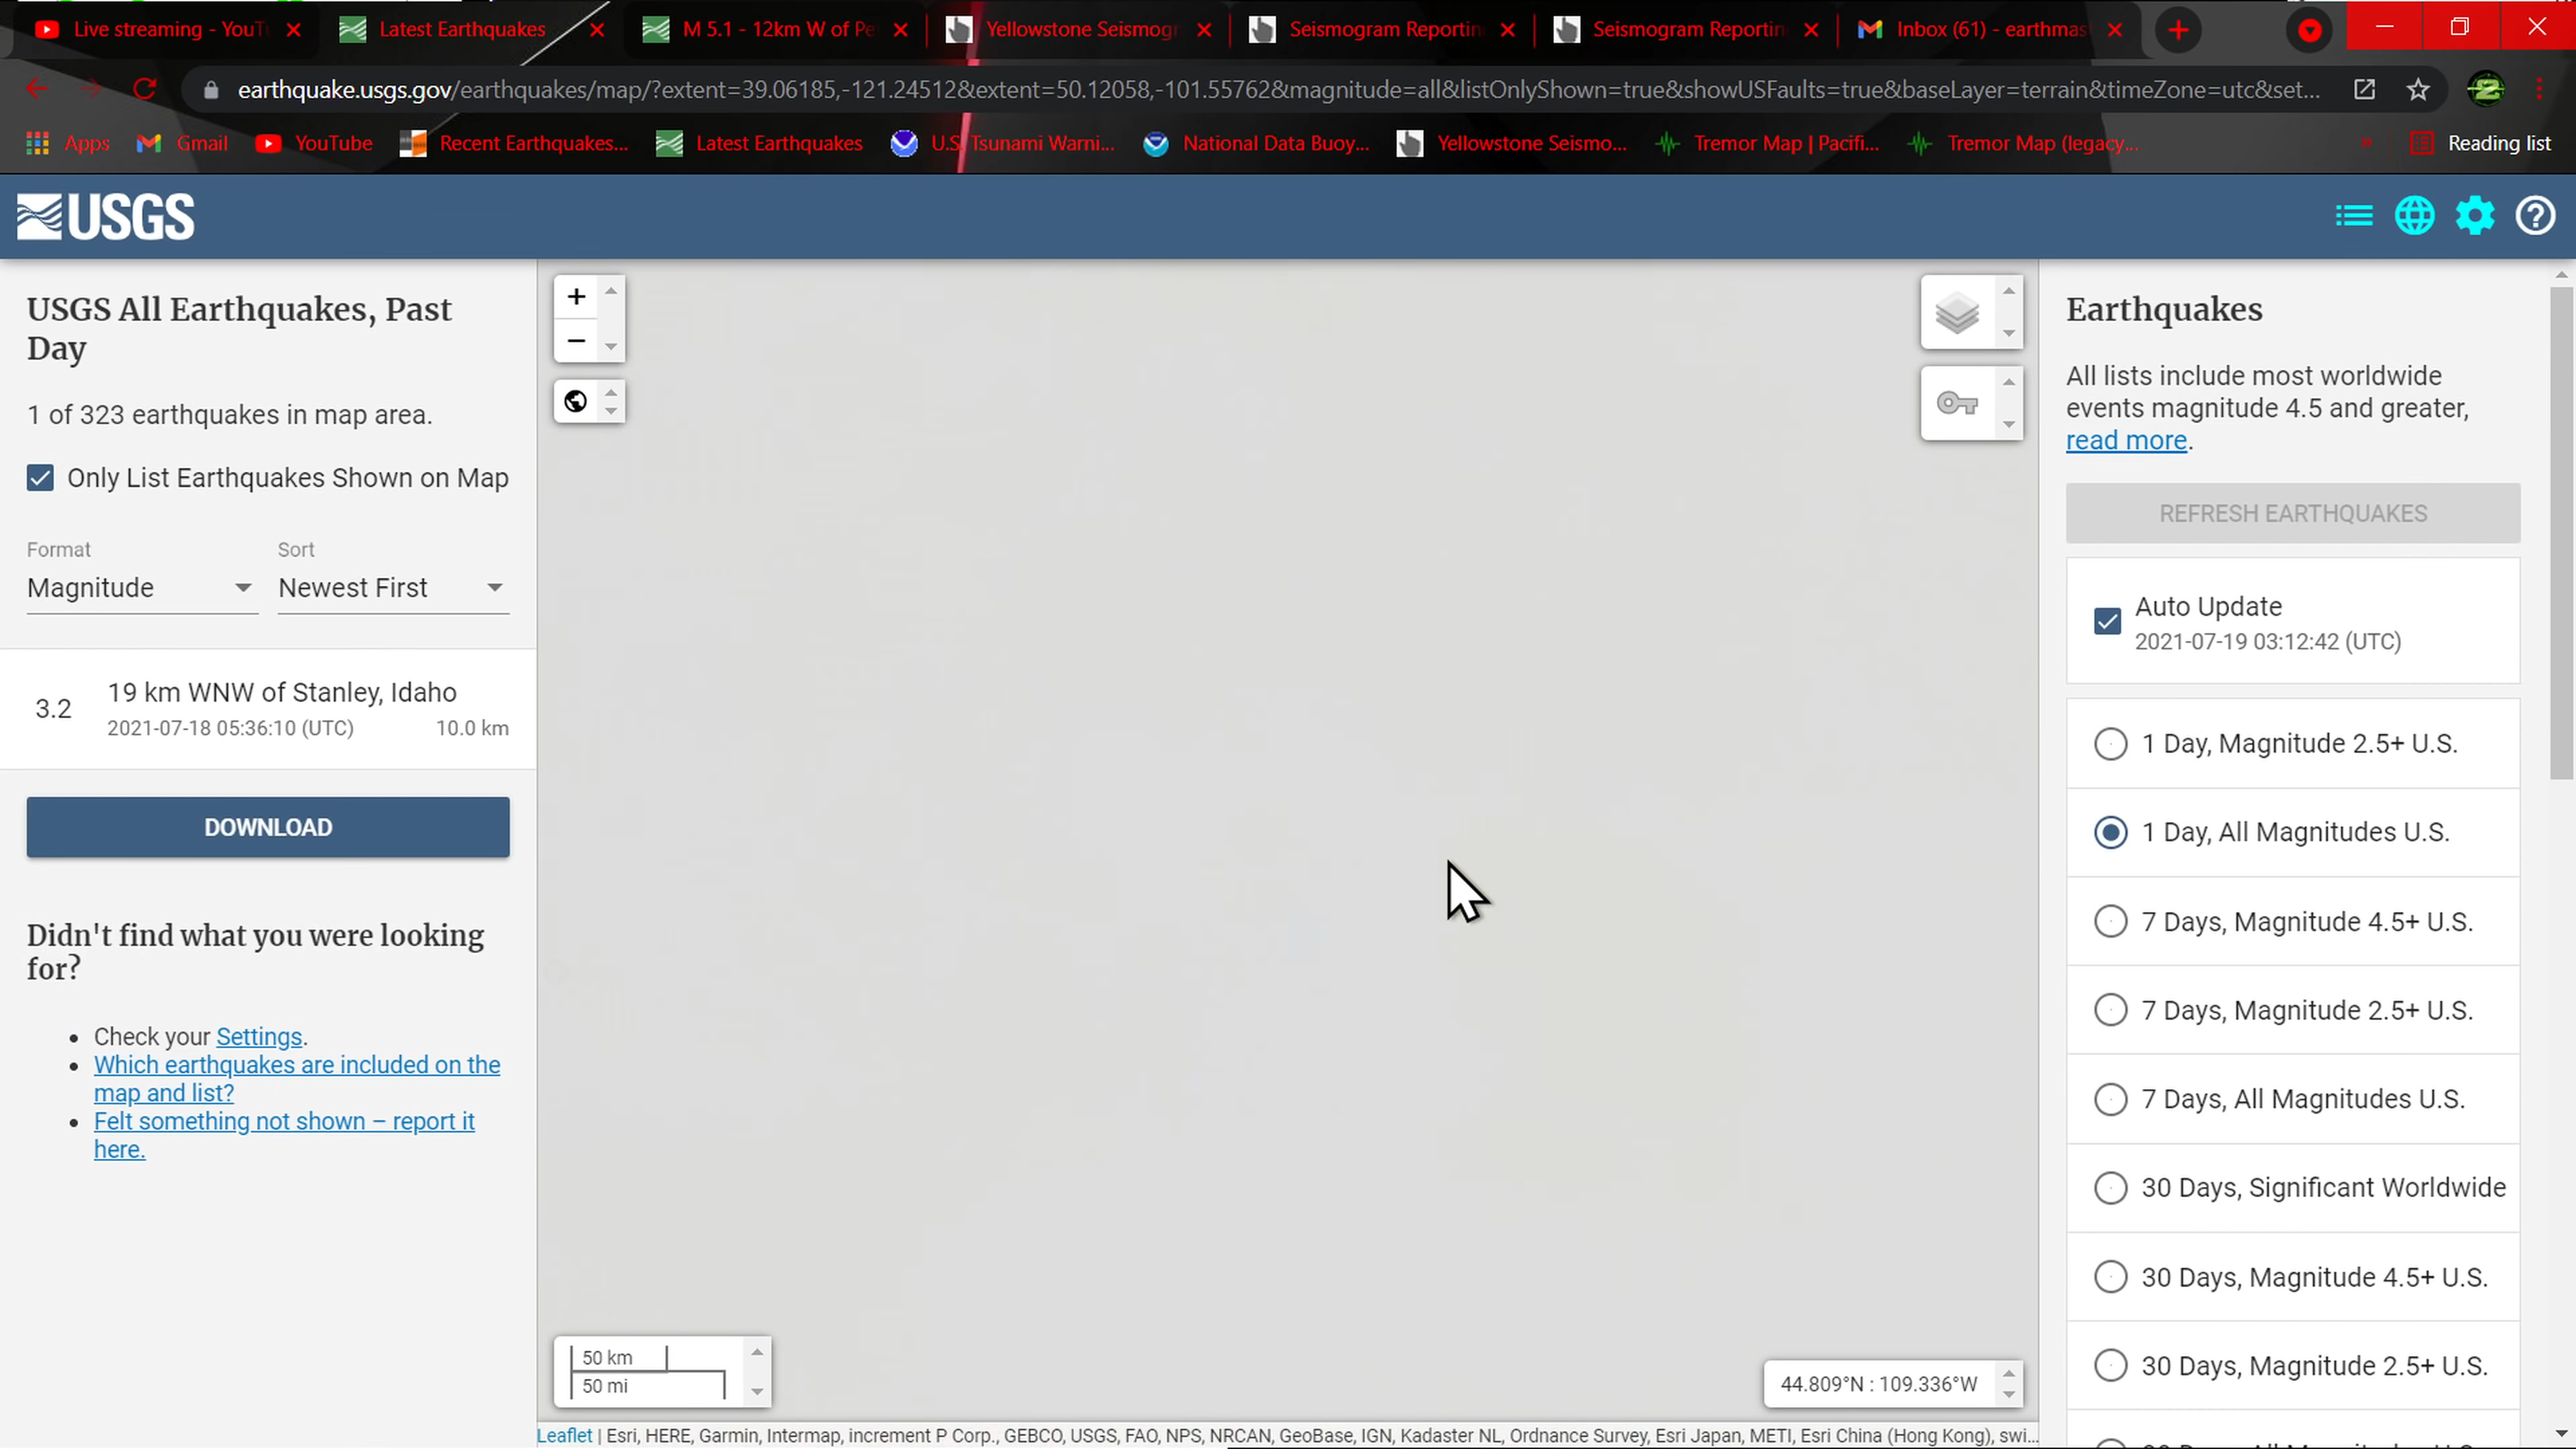 Live streaming - YouT
Latest Earthquakes
M 5.1 - 12km W of Pe
Yellowstone Seismog
Seismogram Reportin
Seismogram Reportin
Inbox (61) - earthmas
earthquake.usgs.gov/earthquakes/map/?extent=39.06185,-121.24512&extent=50.12058,-101.55762&magnitude=all&listOnlyShown=true&showUSFaults=true&baseLayer=terrain&timeZone=utc&set...
Apps
Gmail
YouTube
Recent Earthquakes...
Latest Earthquakes
U.S. Tsunami Warni...
National Data Buoy...
Yellowstone Seismo...
Tremor Map | Pacifi...
Tremor Map (legacy...
Reading list
USGS
USGS All Earthquakes, Past
Day
1 of 323 earthquakes in map area.
Only List Earthquakes Shown on Map
Format
Sort
Magnitude
Newest First
3.2
19 km WNW of Stanley, Idaho
2021-07-18 05:36:10 (UTC)
10.0 km
DOWNLOAD
Didn't find what you were looking
for?
Check your Settings.
Which earthquakes are included on the
map and list?
Felt something not shown – report it
here.
+
−
50 km
50 mi
44.809°N : 109.336°W
Leaflet | Esri, HERE, Garmin, Intermap, increment P Corp., GEBCO, USGS, FAO, NPS, NRCAN, GeoBase, IGN, Kadaster NL, Ordnance Survey, Esri Japan, METI, Esri China (Hong Kong), swi...
Earthquakes
All lists include most worldwide
events magnitude 4.5 and greater,
read more.
REFRESH EARTHQUAKES
Auto Update
2021-07-19 03:12:42 (UTC)
1 Day, Magnitude 2.5+ U.S.
1 Day, All Magnitudes U.S.
7 Days, Magnitude 4.5+ U.S.
7 Days, Magnitude 2.5+ U.S.
7 Days, All Magnitudes U.S.
30 Days, Significant Worldwide
30 Days, Magnitude 4.5+ U.S.
30 Days, Magnitude 2.5+ U.S.